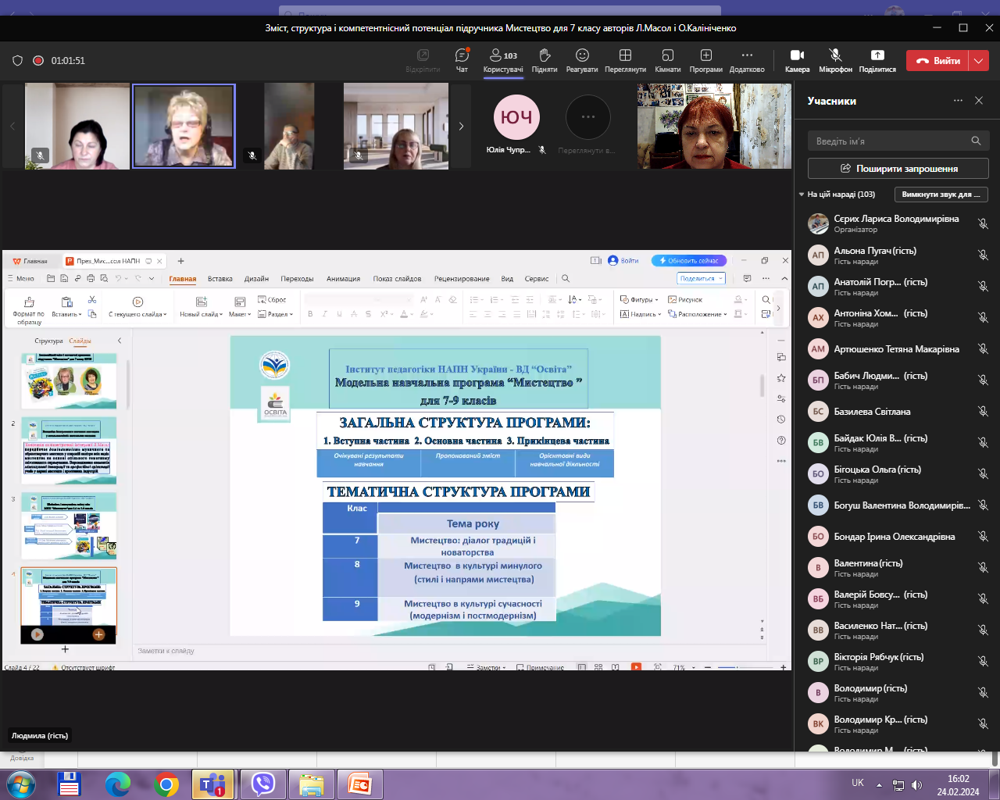 Зміст, структура і компетентнісний потенціал підручника Мистецтво для 7 класу авторів Л.Масол і О.Калініченко
01:01:51
Відкріпити
Чат
103
Користувачі
Підняти
Реагувати
Переглянути
Кімнати
Програми
Додатково
Камера
Мікрофон
Поділитися
Вийти
ЮЧ
Юлія Чупр...
Переглянути в...
Учасники
Введіть ім'я
Поширити запрошення
На цій нараді (103)
Вимкнути звук для ...
Сєрих Лариса Володимирівна
Організатор
АП
Альона Пугач (гість)
Гість наради
АП
Анатолій Погр... (гість)
Гість наради
АХ
Антоніна Хом... (гість)
Гість наради
АМ
Артюшенко Тетяна Макарівна
БП
Бабич Людми... (гість)
Гість наради
БС
Базилева Світлана
БВ
Байдак Юлія В... (гість)
Гість наради
БО
Бігоцька Ольга (гість)
Гість наради
БВ
Богуш Валентина Володимирів...
БО
Бондар Ірина Олександрівна
В
Валентина (гість)
Гість наради
ВБ
Валерій Бовсу... (гість)
Гість наради
ВВ
Василенко Нат... (гість)
Гість наради
ВР
Вікторія Рябчук (гість)
Гість наради
В
Володимир (гість)
Гість наради
ВК
Володимир Кр... (гість)
Гість наради
Володимир М... (гість)
Главная
През_Мис...сол НАПН
Войти
Обновить сейчас
Меню
Главная
Вставка
Дизайн
Переходы
Анимация
Показ слайдов
Рецензирование
Вид
Сервис
Поделиться
Формат по образцу
Вставить
С текущего слайда
Новый слайд
Макет
Сброс
Раздел
Фигуры
Рисунок
Надпись
Расположение
Структура
Слайды
2
3
4
Інститут педагогіки НАПН України - ВД “Освіта”
Модельна навчальна програма “Мистецтво ”
для 7-9 класів
ОСВІТА
ЗАГАЛЬНА СТРУКТУРА ПРОГРАМИ:
1. Вступна частина 2. Основна частина 3. Прикінцева частина
Очікувані результати навчання
Пропонований зміст
Орієнтовні види навчальної діяльності
ТЕМАТИЧНА СТРУКТУРА ПРОГРАМИ
Клас
Тема року
7
Мистецтво: діалог традицій і новаторства
8
Мистецтво в культурі минулого
(стилі і напрями мистецтва)
9
Мистецтво в культурі сучасності
(модернізм і постмодернізм)
Заметки к слайду
Слайд 4 / 22
Отсутствует шрифт
Заметки
Примечание
71%
Людмила (гість)
Довідка
UK
16:02
24.02.2024